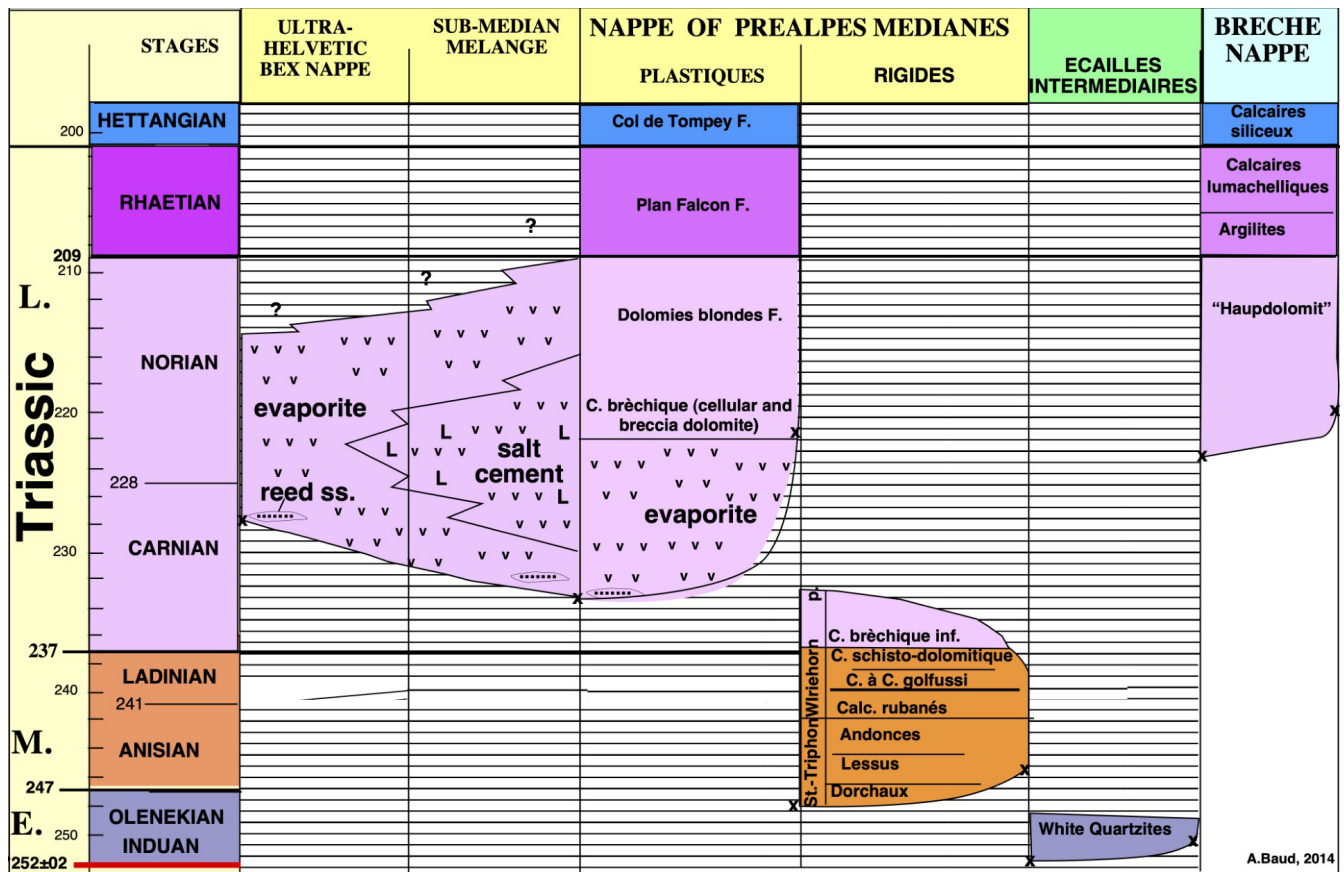 STAGES
ULTRA-
HELVETIC
BEX NAPPE
SUB-MEDIAN
MELANGE
NAPPE OF PREALPES MEDIANES
PLASTIQUES
RIGIDES
ECAILLES
INTERMEDIAIRES
BRECHE
NAPPE
HETTANGIAN
200
Col de Tompey F.
Calcaires
siliceux
RHAETIAN
?
Plan Falcon F.
Calcaires
lumachelliques
Argilites
209
210
L.
Triassic
?
?
v v v
v v
v v v
v v v
v v
v v v
v v
v v
v v
Dolomies blondes F.
“Haupdolomit”
NORIAN
220
evaporite
v v v
v v
L
v v v
L
v v v
L
v v
L
salt
cement
v v v
L
C. brèchique (cellular and
breccia dolomite)
x
x
x
228
reed ss.
x
v v v
v v
v v v
v v v
v v
v v v
v v
v v v
v v
v v v
evaporite
v v v
v v
v v
CARNIAN
230
v v
v v
v v
x
237
p.
Wiriehorn
St.-Triphon
C. brèchique inf.
C. schisto-dolomitique
C. à C. golfussi
Calc. rubanés
Andonces
Lessus
Dorchaux
x
x
LADINIAN
240
241
M.
ANISIAN
247
E.
OLENEKIAN
INDUAN
250
252±02
White Quartzites
x
x
A.Baud, 2014